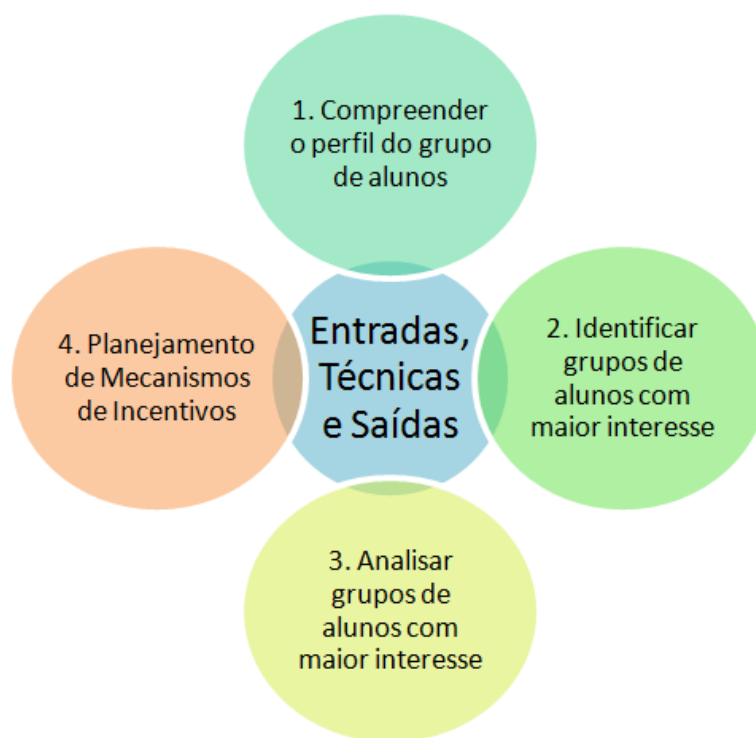 1. Compreender
o perfil do grupo
de alunos
4. Planejamento
de Mecanismos
de Incentivos
Entradas,
Técnicas
e Saídas
2. Identificar
grupos de
alunos com
maior interesse
3. Analisar
grupos de
alunos com
maior interesse